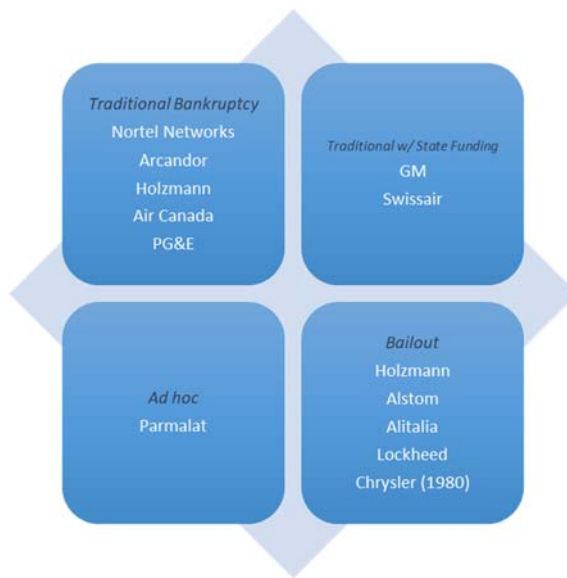 Traditional Bankruptcy
Nortel Networks
Arcandor
Holzmann
Air Canada
PG&E
Traditional w/ State Funding
GM
Swissair
Ad hoc
Parmalat
Bailout
Holzmann
Alstom
Alitalia
Lockheed
Chrysler (1980)